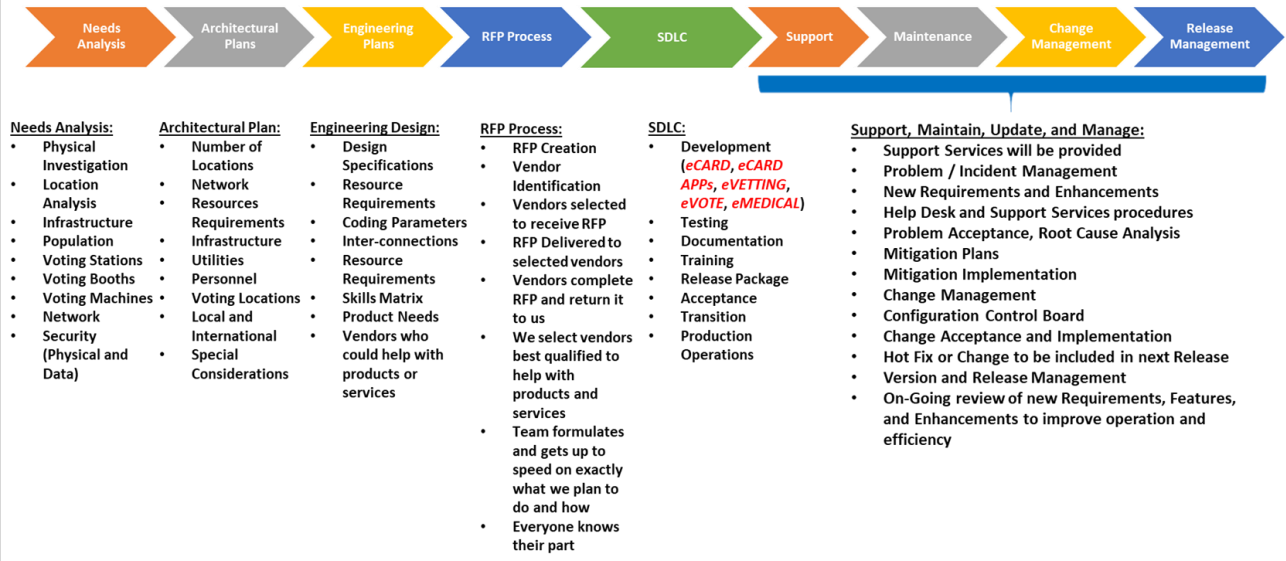 Needs
Analysis
Architectural
Plans
Engineering
Plans
RFP Process
SDLC
Support
Maintenance
Change
Management
Release
Management
Needs Analysis:
• Physical
Investigation
• Location
Analysis
• Infrastructure
• Population
• Voting Stations
• Voting Booths
• Voting Machines
• Network
• Security
(Physical and
Data)
Architectural Plan:
• Number of
Locations
• Network
• Resources
Requirements
• Infrastructure
• Utilities
• Personnel
• Voting Locations
• Local and
International
• Special
Considerations
Engineering Design:
• Design
Specifications
• Resource
Requirements
• Coding Parameters
• Inter-connections
• Resource
Requirements
• Skills Matrix
• Product Needs
• Vendors who
could help with
products or
services
RFP Process:
• RFP Creation
• Vendor
Identification
• Vendors selected
to receive RFP
• RFP Delivered to
selected vendors
• Vendors complete
RFP and return it
to us
• We select vendors
best qualified to
help with
products and
services
• Team formulates
and gets up to
speed on exactly
what we plan to
do and how
• Everyone knows
their part
SDLC:
• Development
(eCARD, eCARD
APPs, eVETTING,
eVOTE, eMEDICAL)
• Testing
• Documentation
• Training
• Release Package
• Acceptance
• Transition
• Production
Operations
Support, Maintain, Update, and Manage:
• Support Services will be provided
• Problem / Incident Management
• New Requirements and Enhancements
• Help Desk and Support Services procedures
• Problem Acceptance, Root Cause Analysis
• Mitigation Plans
• Mitigation Implementation
• Change Management
• Configuration Control Board
• Change Acceptance and Implementation
• Hot Fix or Change to be included in next Release
• Version and Release Management
• On-Going review of new Requirements, Features,
and Enhancements to improve operation and
efficiency